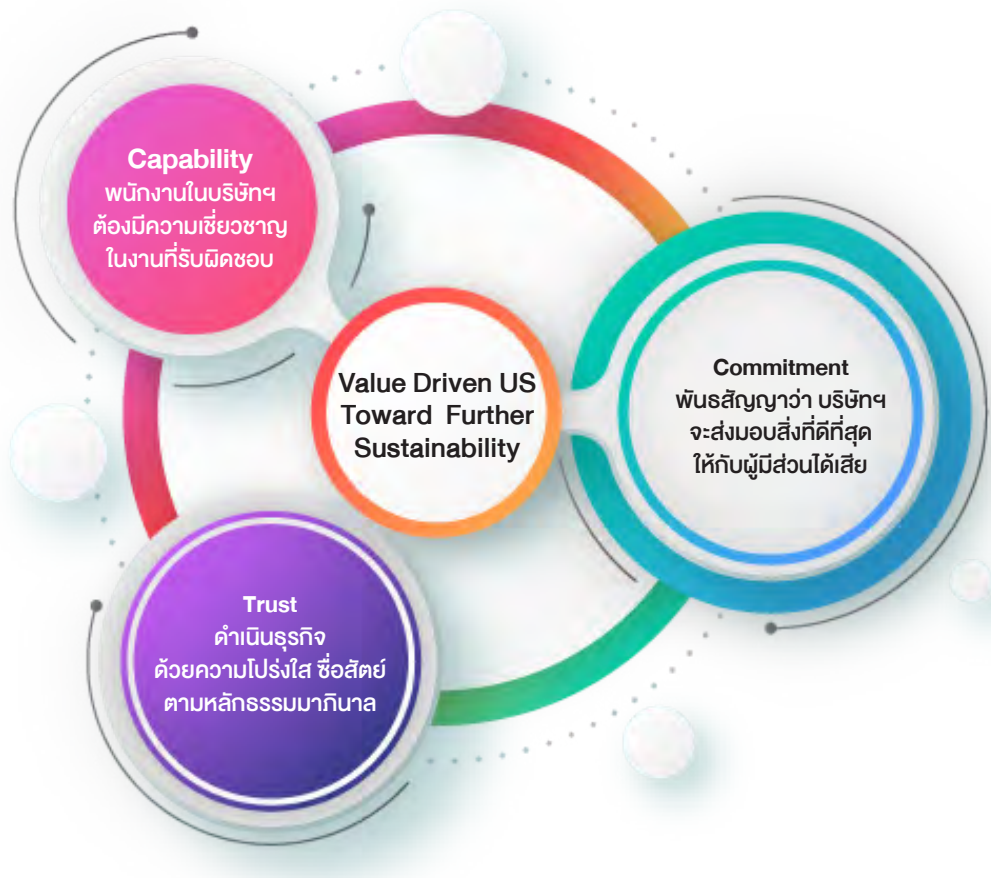 Capability
พนักงานในบริษัทฯ
ต้องมีความเชี่ยวชาญ
ในงานที่รับผิดชอบ
Value Driven US
Toward Further
Sustainability
Commitment
พันธสัญญาว่า บริษัทฯ
จะส่งมอบสิ่งที่ดีที่สุด
ให้กับผู้มีส่วนได้เสีย
Trust
ดำเนินธุรกิจ
ด้วยความโปร่งใส ซื่อสัตย์
ตามหลักธรรมมาภินาล